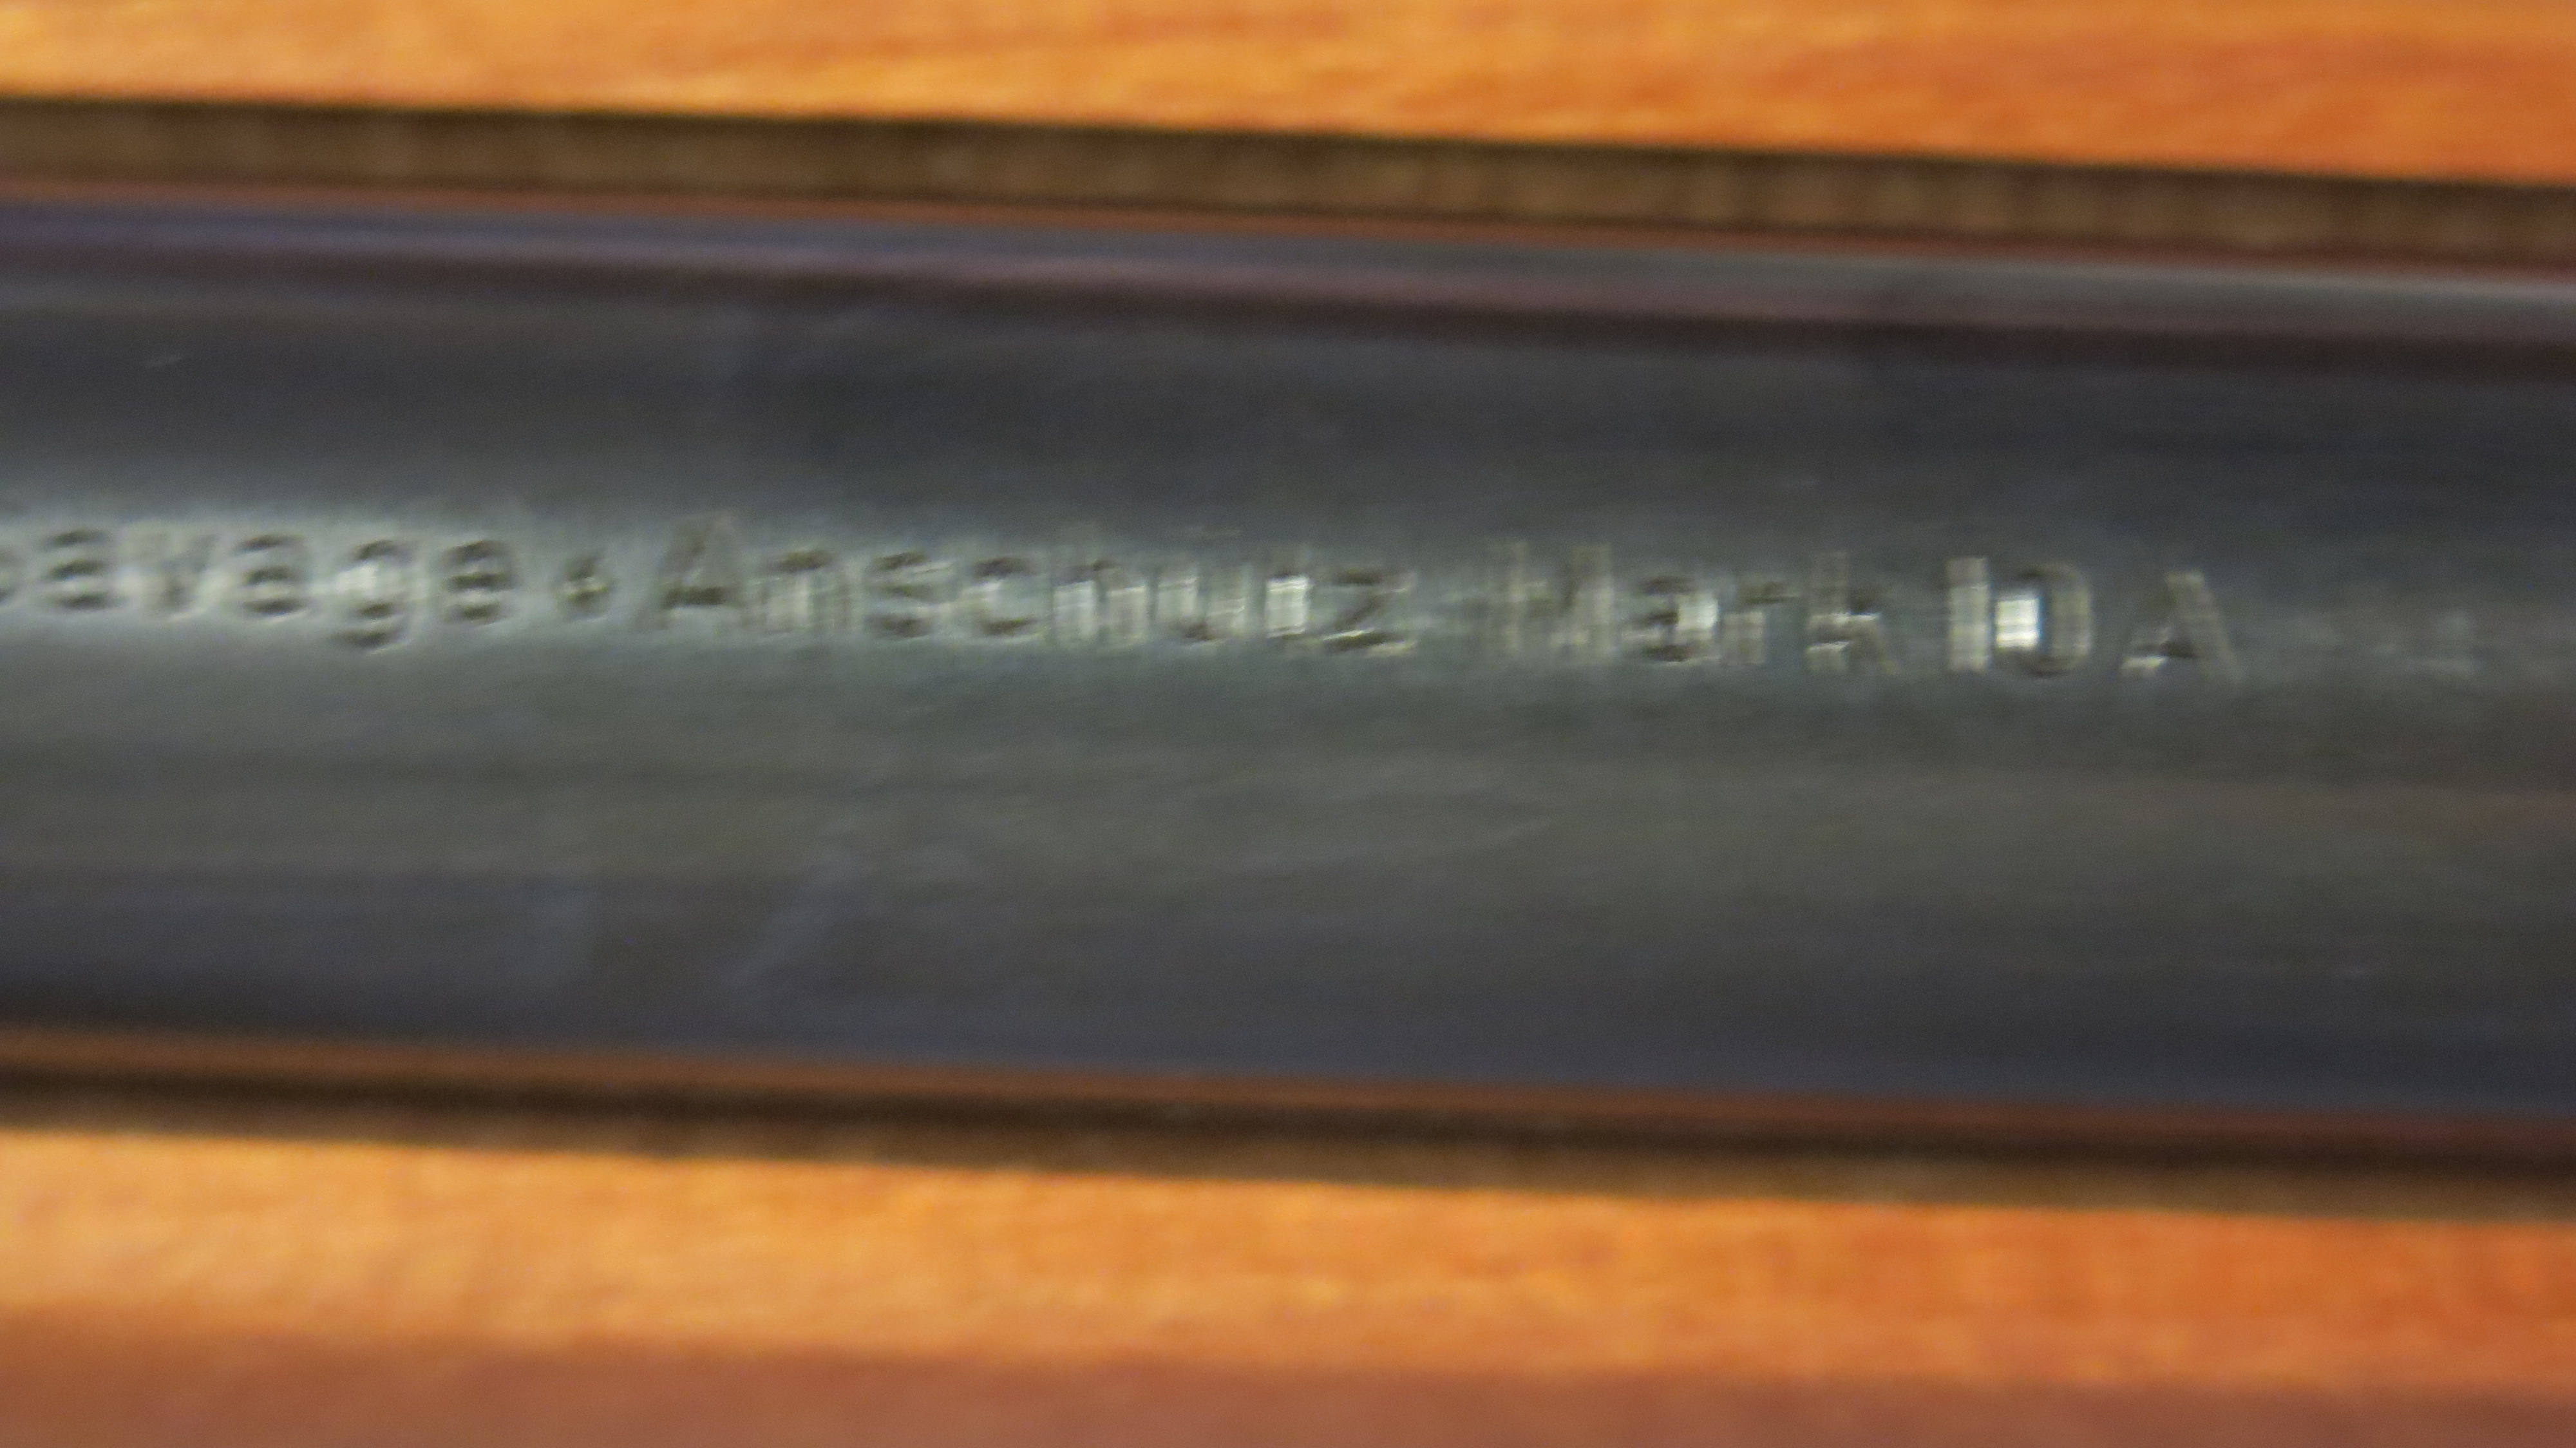 Savage • Anschutz Mark 10 A